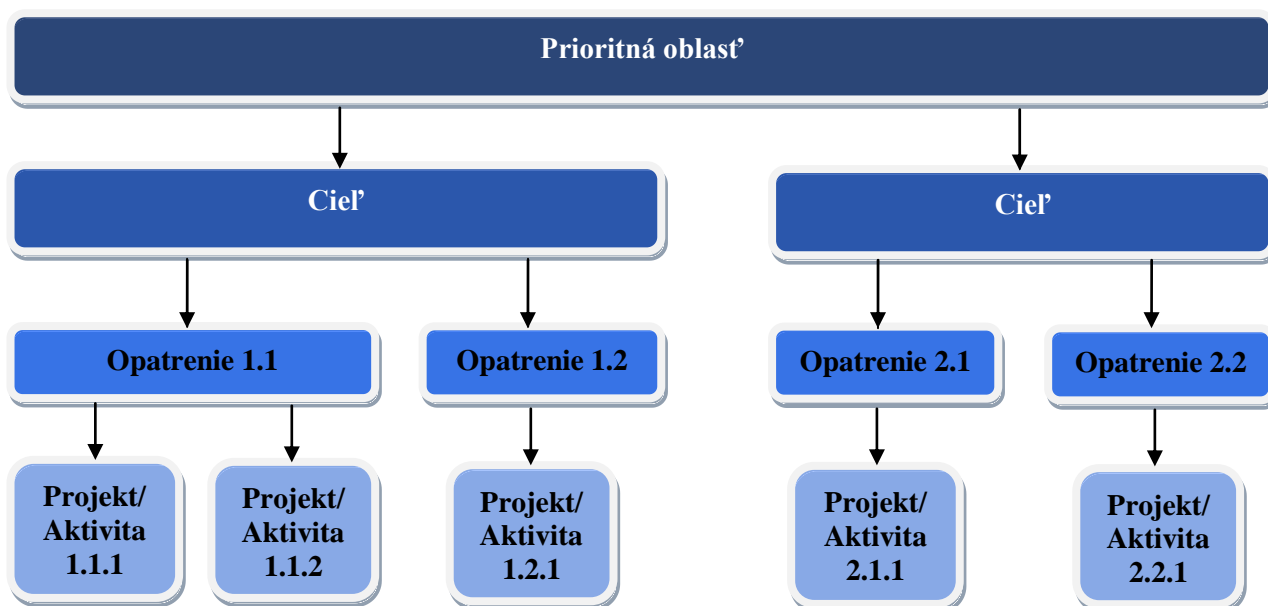 Prioritná oblasť
Cieľ
Cieľ
Opatrenie 1.1
Opatrenie 1.2
Opatrenie 2.1
Opatrenie 2.2
Projekt/
Aktivita
1.1.1
Projekt/
Aktivita
1.1.2
Projekt/
Aktivita
1.2.1
Projekt/
Aktivita
2.1.1
Projekt/
Aktivita
2.2.1